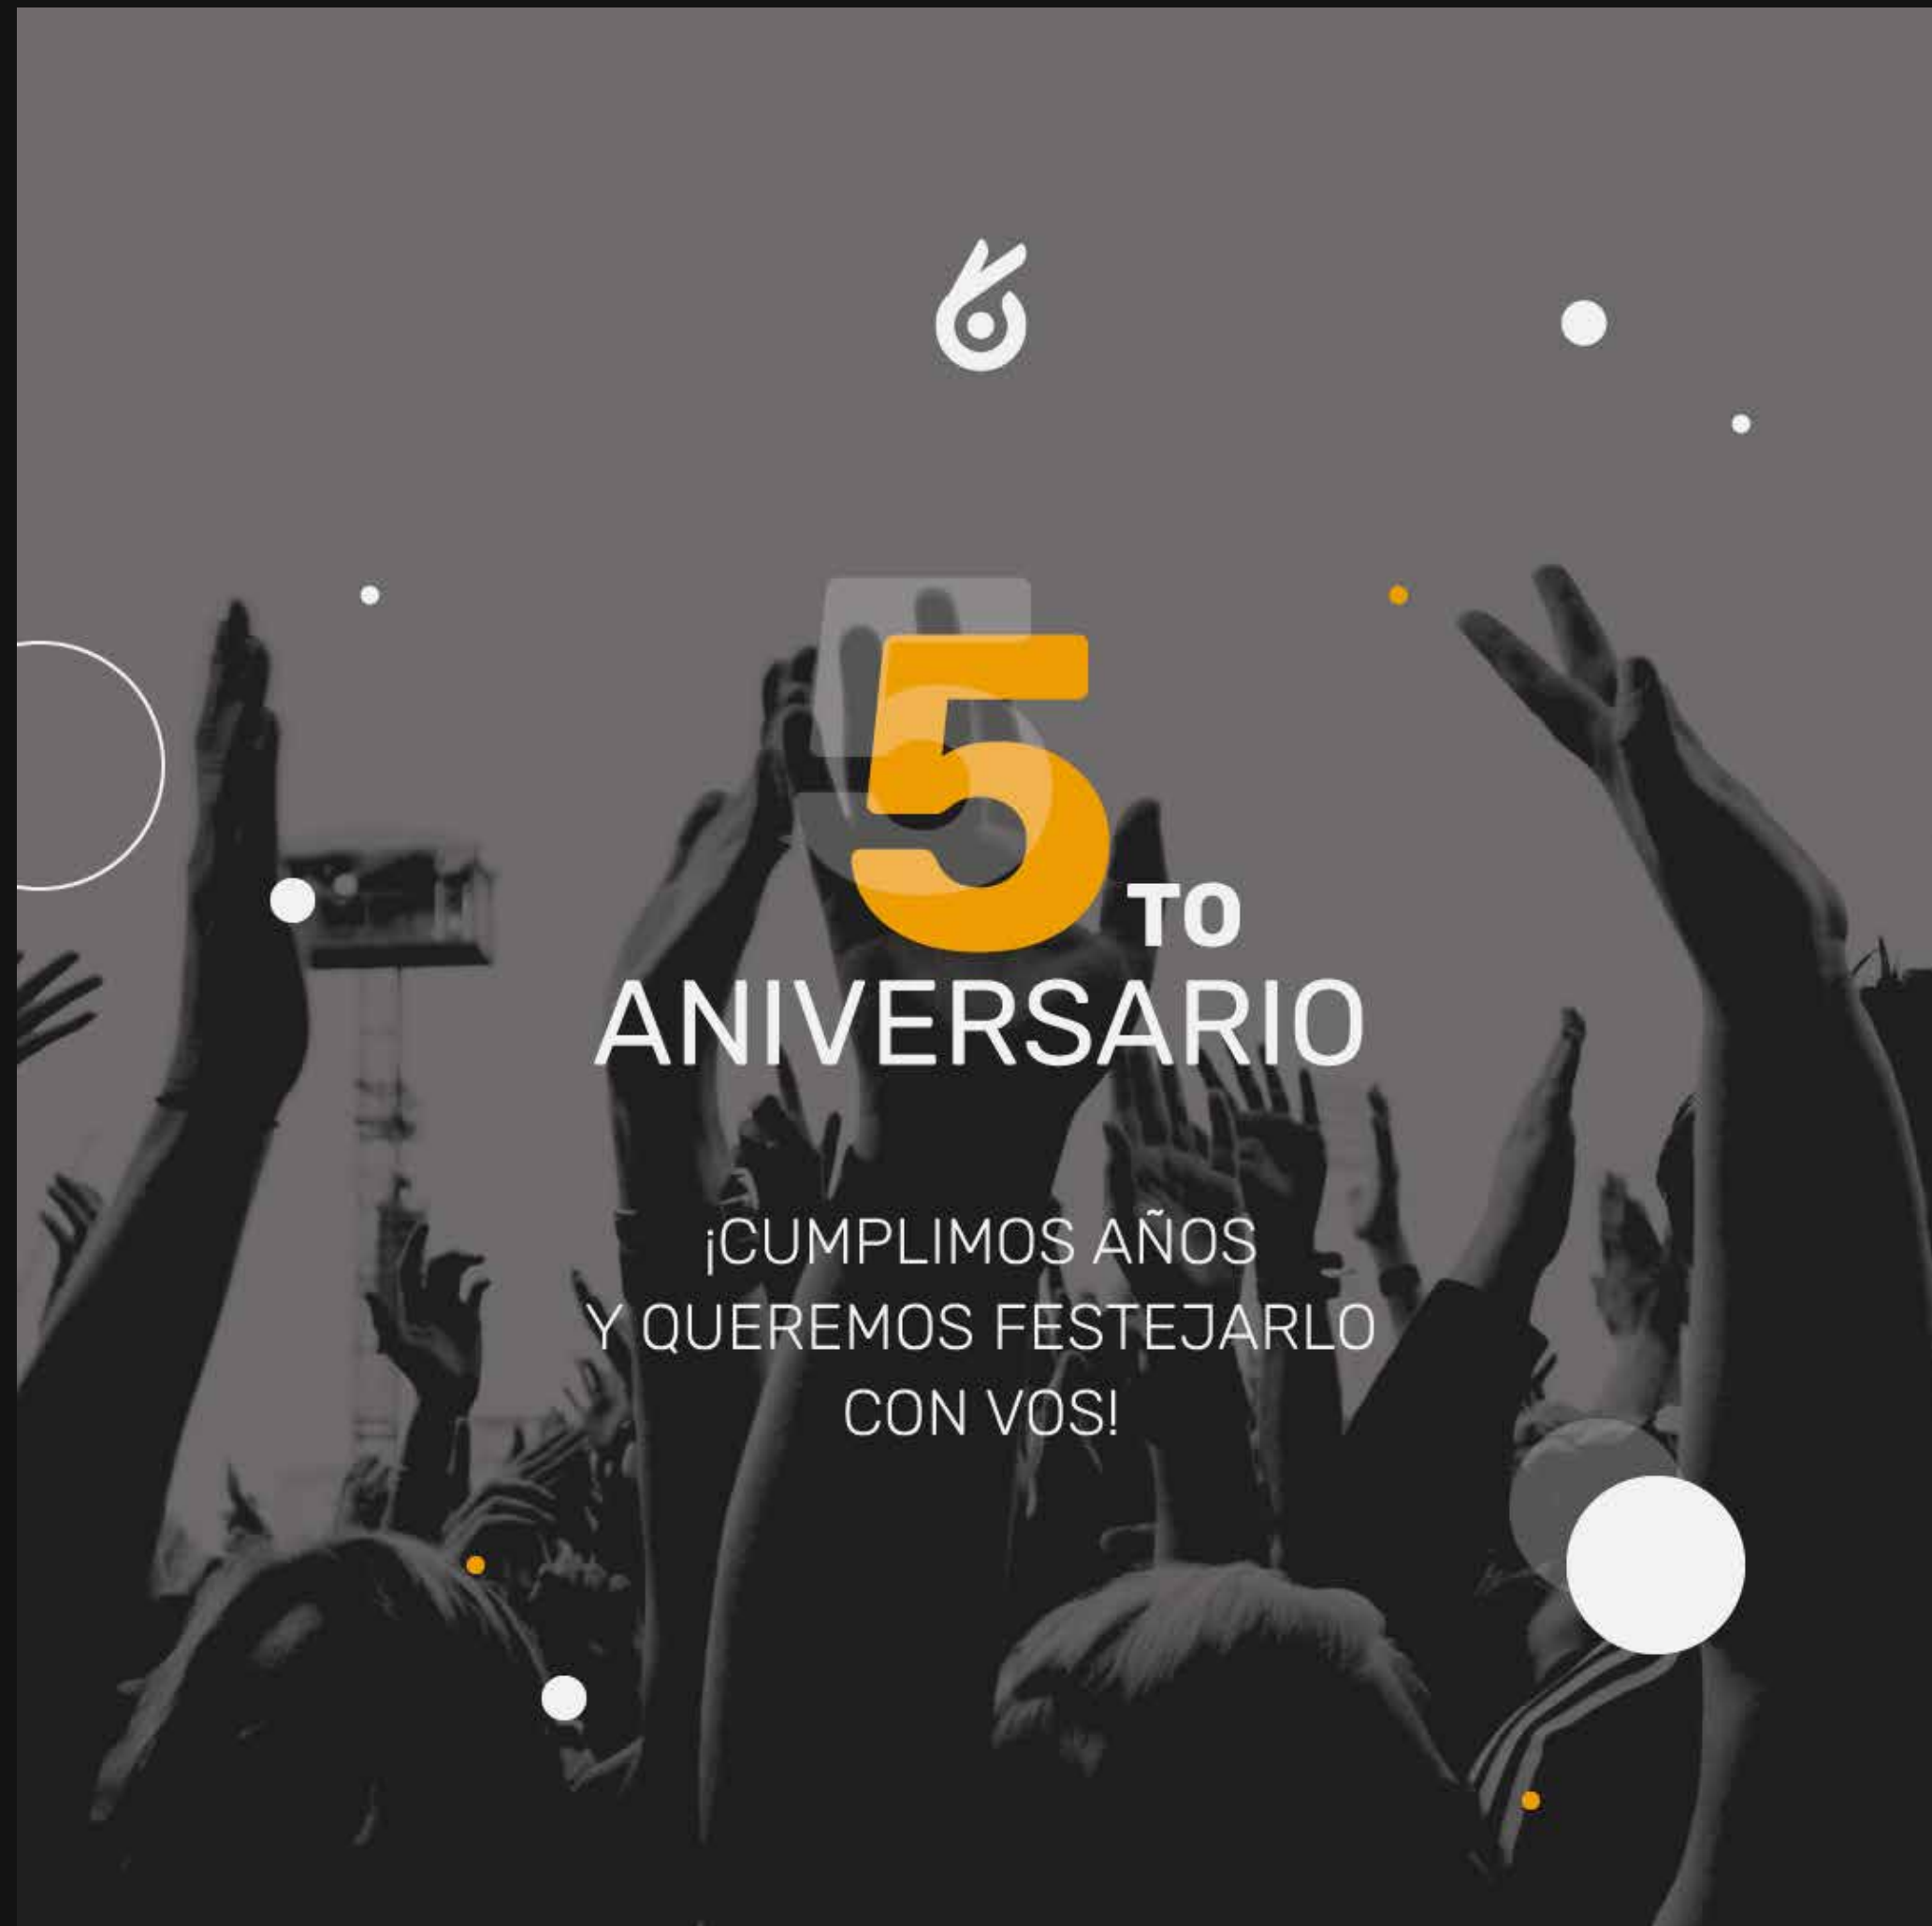 5TO
ANIVERSARIO
¡CUMPLIMOS AÑOS
Y QUEREMOS FESTEJARLO
CON VOS!